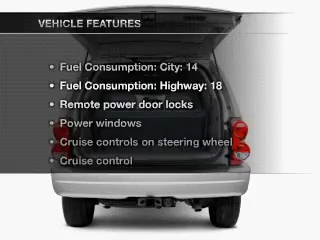 VEHICLE FEATURES
• Fuel Consumption: City: 14
• Fuel Consumption: Highway: 18
• Remote power door locks
• Power windows
• Cruise controls on steering wheel
• Cruise control